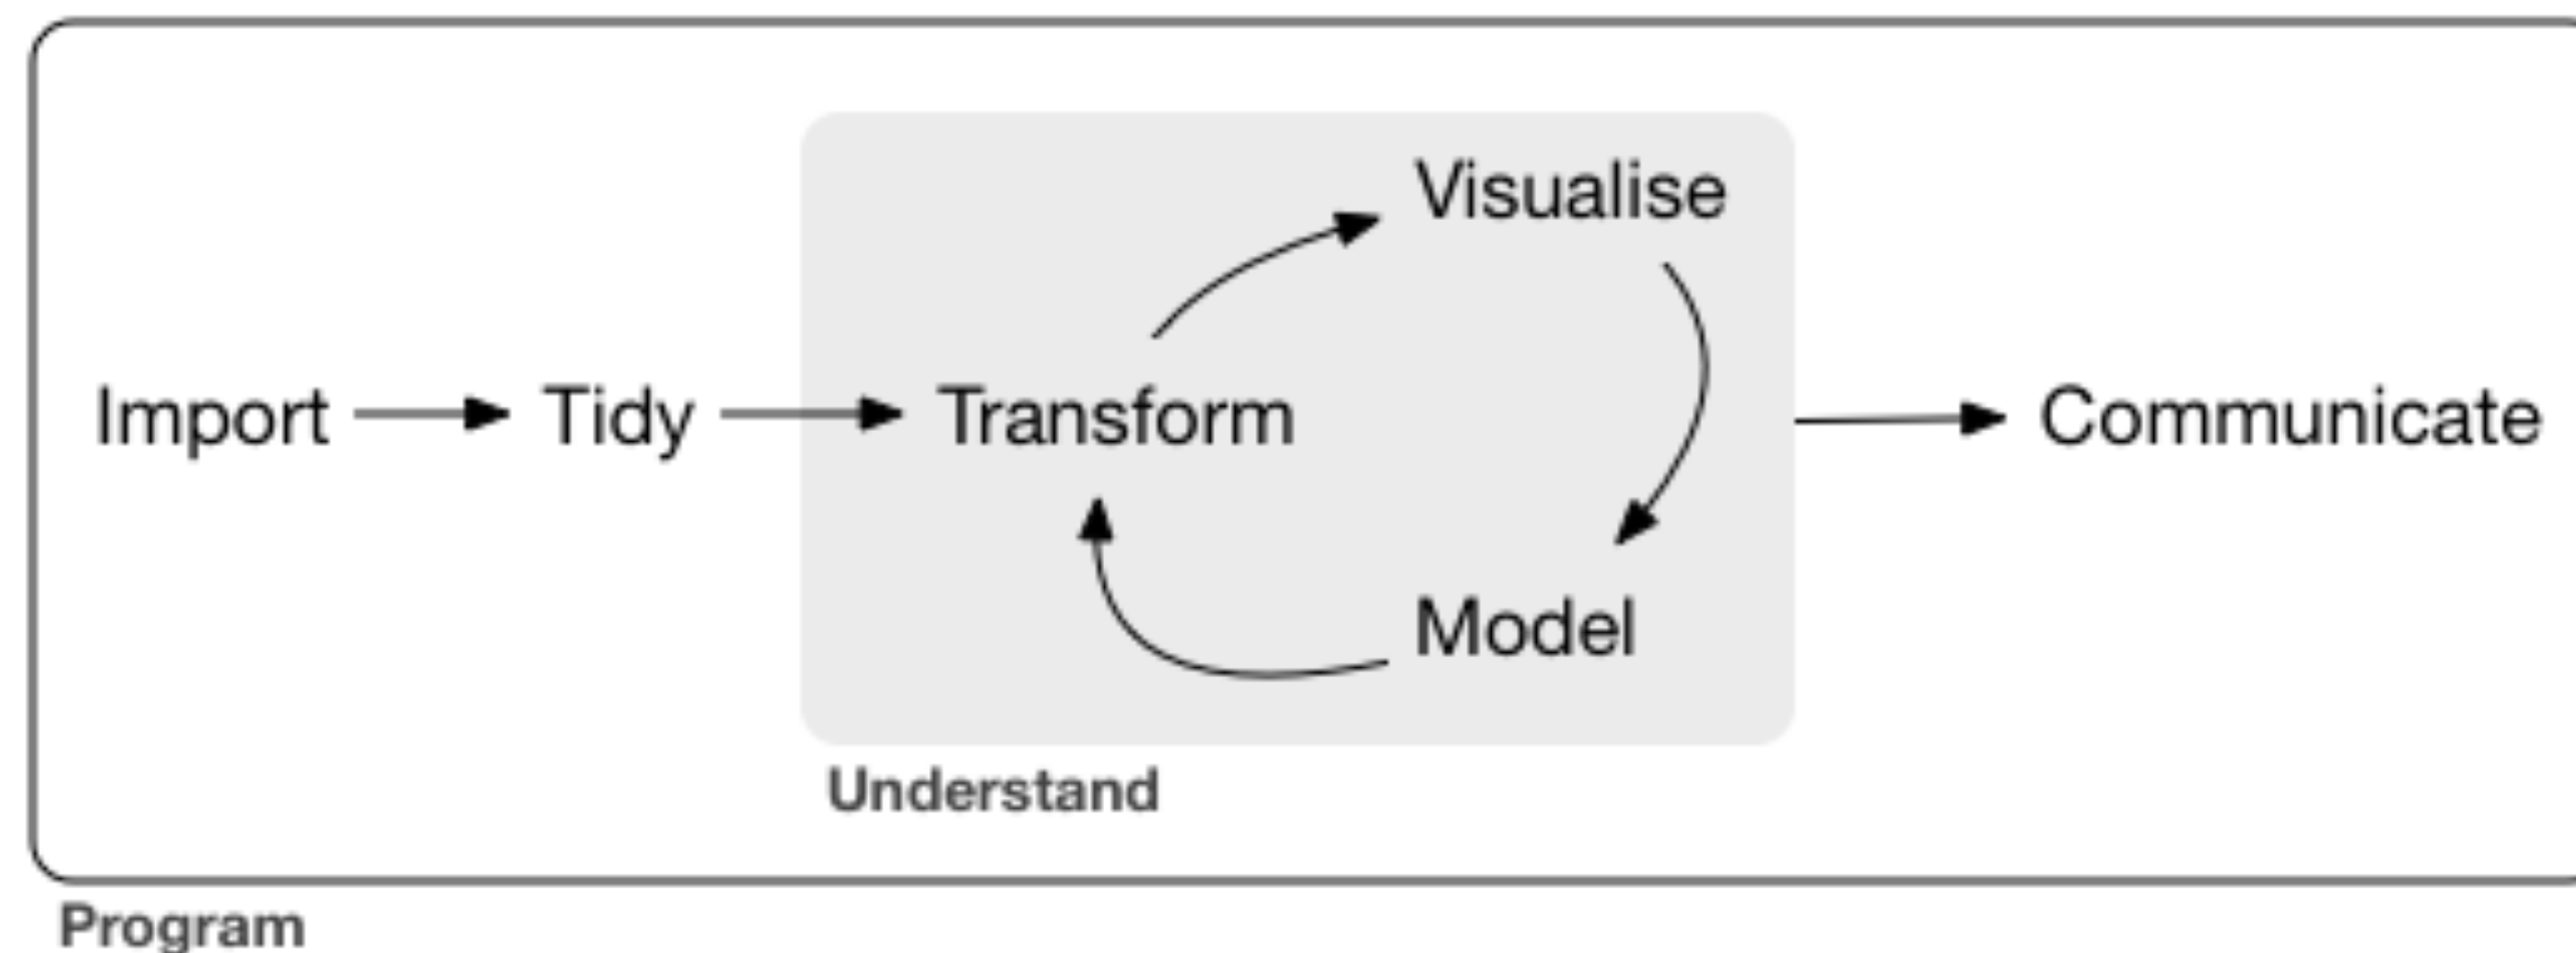 Visualise
Import Tidy Transform Communicate
Model
Understand
Program